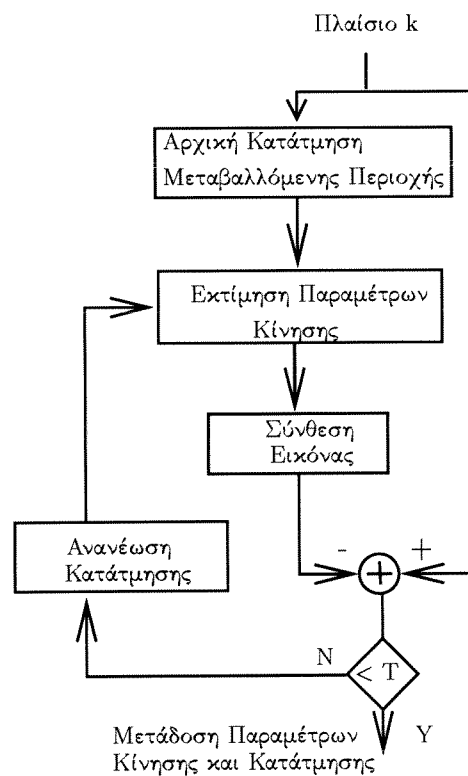 Πλαίσιο k
Αρχική Κατάτμηση
Μεταβαλλόμενης Περιοχής
Εκτίμηση Παραμέτρων
Κίνησης
Σύνθεση
Εικόνας
Ανανέωση
Κατάτμησης
- +
+
N
< T
Y
Μετάδοση Παραμέτρων
Κίνησης και Κατάτμησης